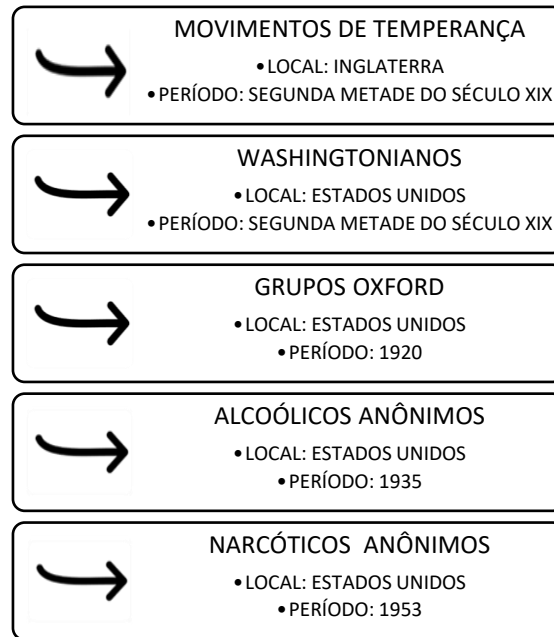 MOVIMENTOS DE TEMPERANÇA
•LOCAL: INGLATERRA
•PERÍODO: SEGUNDA METADE DO SÉCULO XIX
WASHINGTONIANOS
•LOCAL: ESTADOS UNIDOS
•PERÍODO: SEGUNDA METADE DO SÉCULO XIX
GRUPOS OXFORD
•LOCAL: ESTADOS UNIDOS
•PERÍODO: 1920
ALCOÓLICOS ANÔNIMOS
•LOCAL: ESTADOS UNIDOS
•PERÍODO: 1935
NARCÓTICOS ANÔNIMOS
•LOCAL: ESTADOS UNIDOS
•PERÍODO: 1953